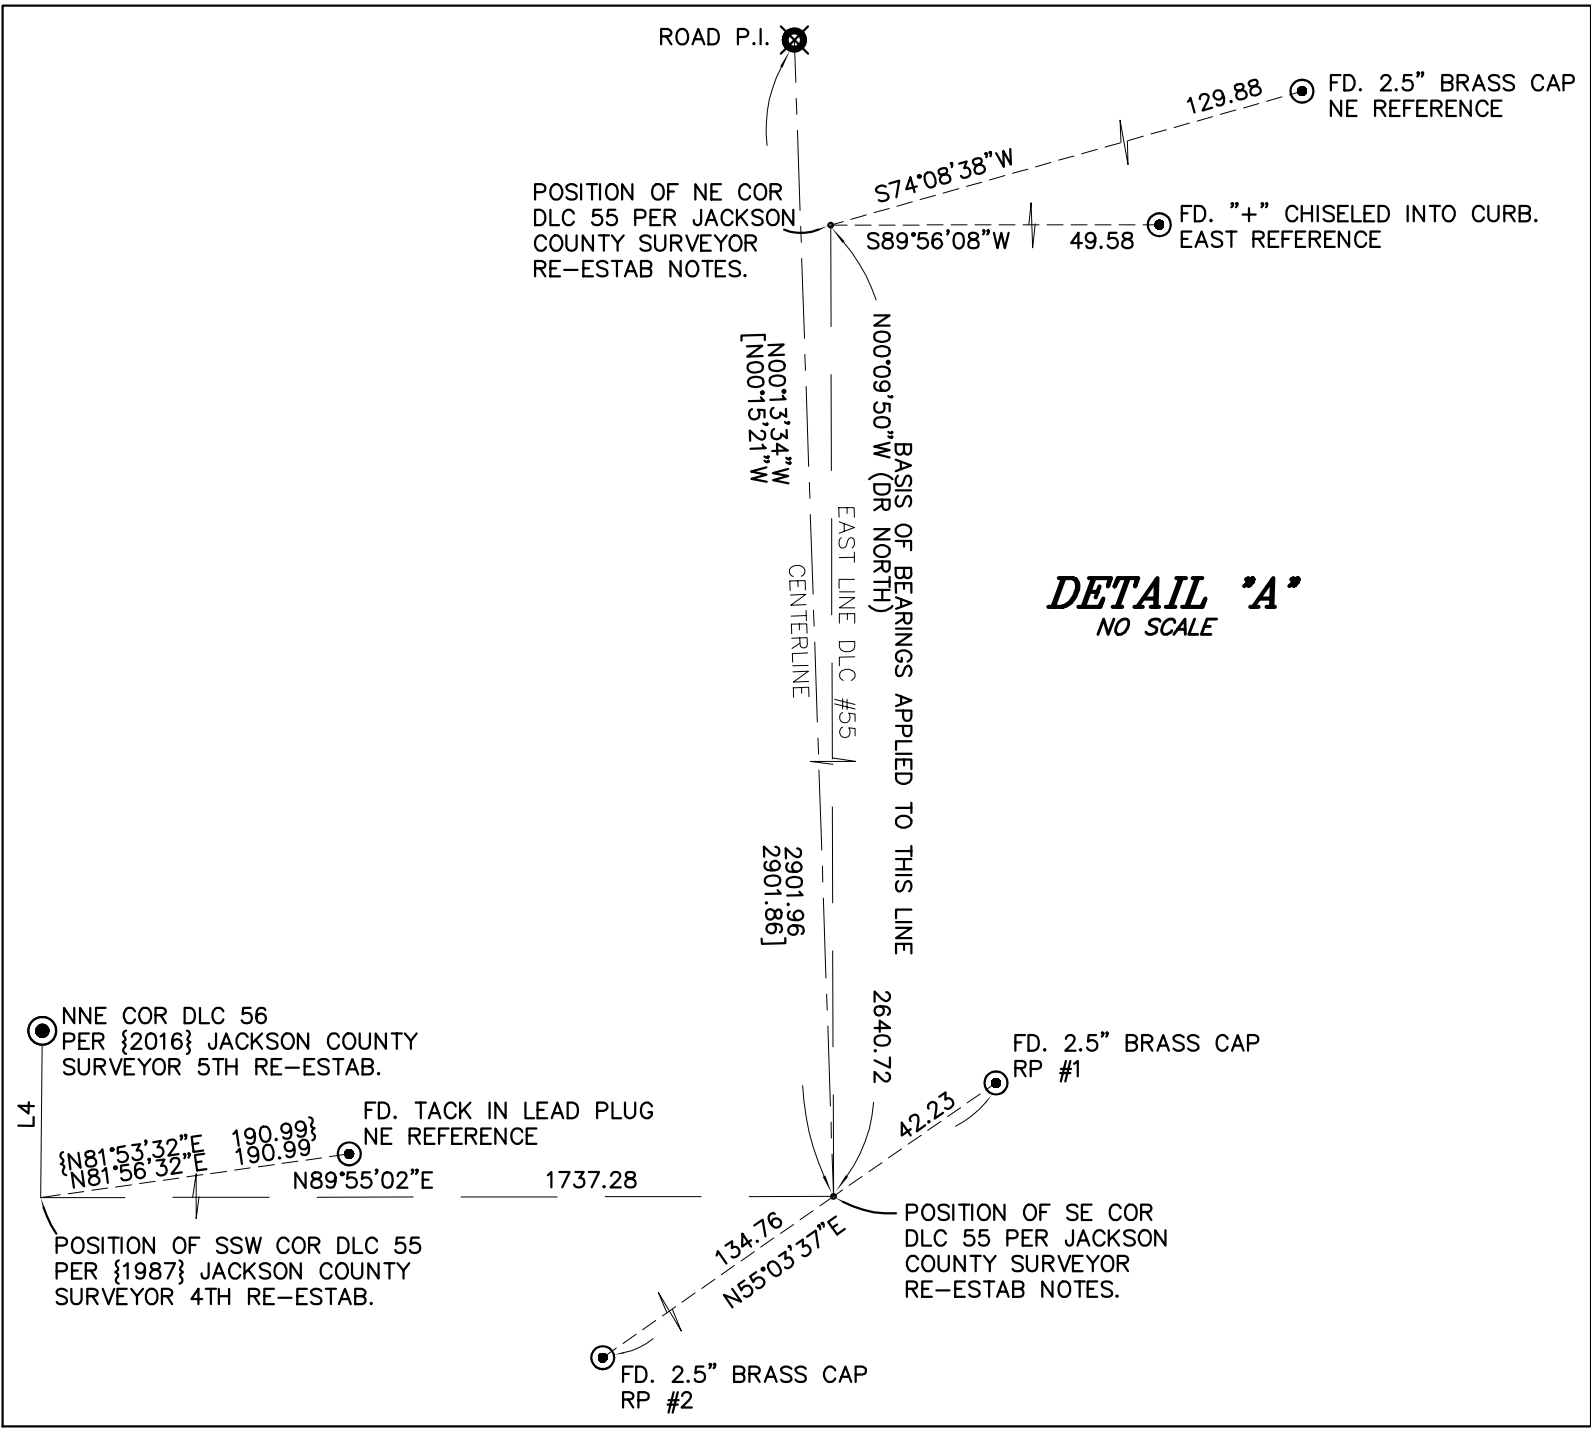 ROAD P.I.
129.88
FD. 2.5" BRASS CAP
NE REFERENCE
S74°08'38"W
POSITION OF NE COR
DLC 55 PER JACKSON
COUNTY SURVEYOR
RE-ESTAB NOTES.
S89°56'08"W 49.58
FD. "+" CHISELED INTO CURB.
EAST REFERENCE
N00°13'34"W
[N00°15'21"W
CENTERLINE
EAST LINE DLC #55
N00°09'50"W (DR NORTH)
BASIS OF BEARINGS APPLIED TO THIS LINE
DETAIL "A"
NO SCALE
2901.96
2901.86]
2640.72
NNE COR DLC 56
PER {2016} JACKSON COUNTY
SURVEYOR 5TH RE-ESTAB.
L4
FD. TACK IN LEAD PLUG
NE REFERENCE
{N81°53'32"E 190.99}
N81°56'32"E 190.99
N89°55'02"E 1737.28
POSITION OF SSW COR DLC 55
PER {1987} JACKSON COUNTY
SURVEYOR 4TH RE-ESTAB.
FD. 2.5" BRASS CAP
RP #1
42.23
POSITION OF SE COR
DLC 55 PER JACKSON
COUNTY SURVEYOR
RE-ESTAB NOTES.
134.76
N55°03'37"E
FD. 2.5" BRASS CAP
RP #2